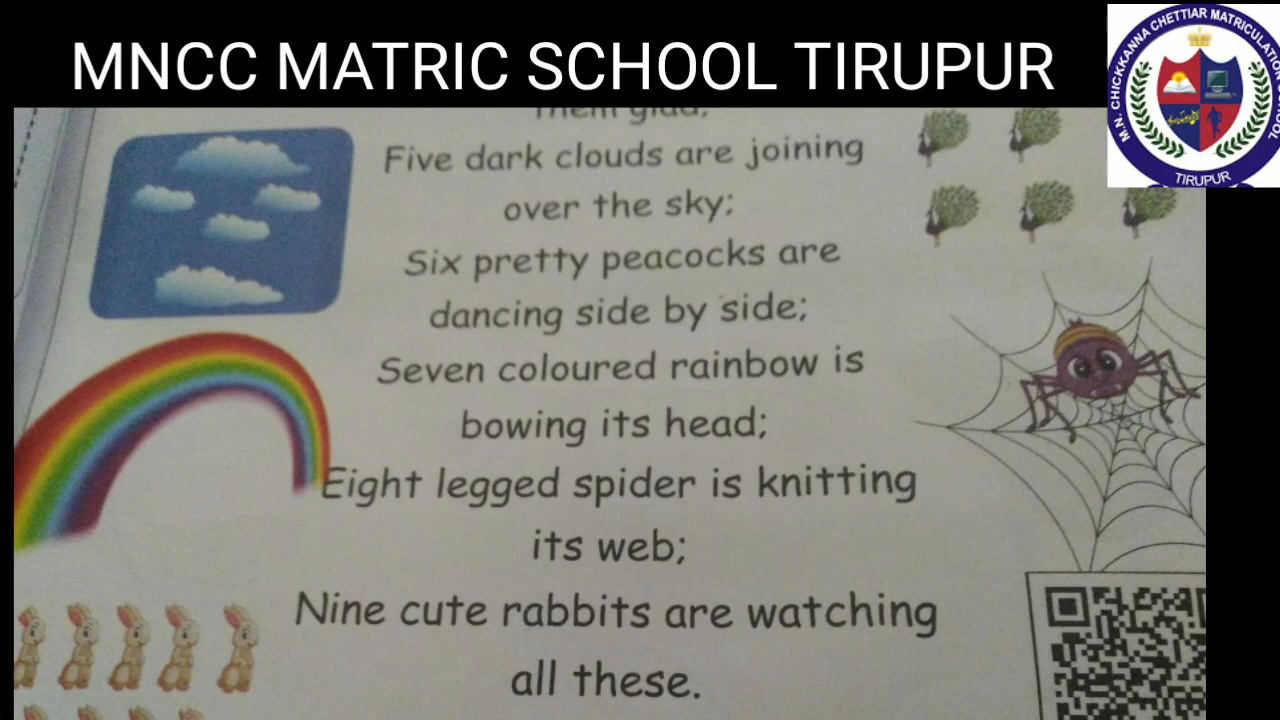 MNCC MATRIC SCHOOL TIRUPUR
M.N. CHICKKANNA CHETTIAR MATRICULATION
TIRUPUR
Them glad;
Five dark clouds are joining
over the sky;
Six pretty peacocks are
dancing side by side;
Seven coloured rainbow is
bowing its head;
Eight legged spider is knitting
its web;
Nine cute rabbits are watching
all these.